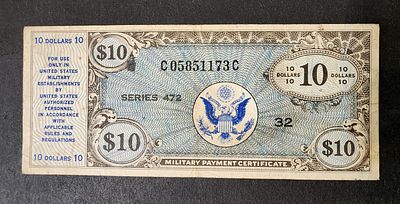 10 DOLLARS 10
FOR USE
ONLY IN
UNITED STATES
MILITARY
ESTABLISHMENTS
BY UNITED STATES
AUTHORIZED
PERSONNEL
IN ACCORDANCE
WITH
APPLICABLE
RULES AND
REGULATIONS
10 DOLLARS 10
$10
C05831173C
SERIES 472
32
10
DOLLARS
10
10
10
DOLLARS
10
$10
MILITARY PAYMENT CERTIFICATE
$10